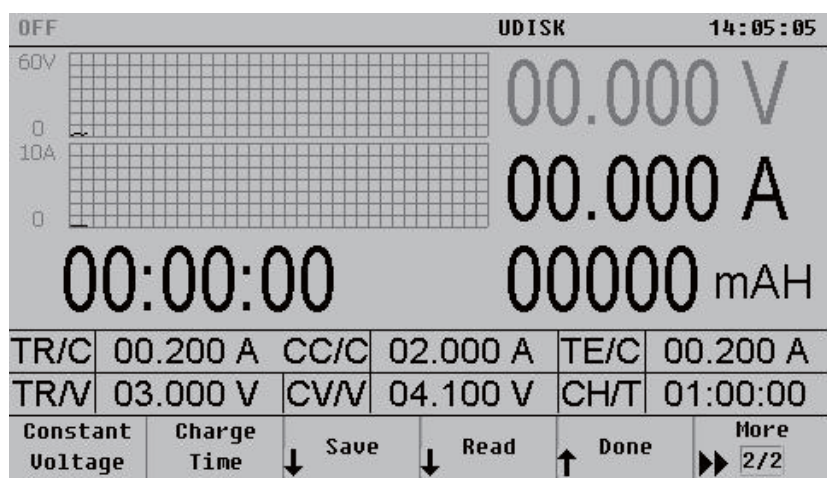 OFF UDISK 14:05:05
60V
00.000 V
0
10A
00.000 A
0
00:00:00 00000 mAH
TR/C 00.200 A CC/C 02.000 A TE/C 00.200 A
TR/V 03.000 V CV/V 04.100 V CH/T 01:00:00
Constant Voltage Charge Time Save Read Done More 2/2